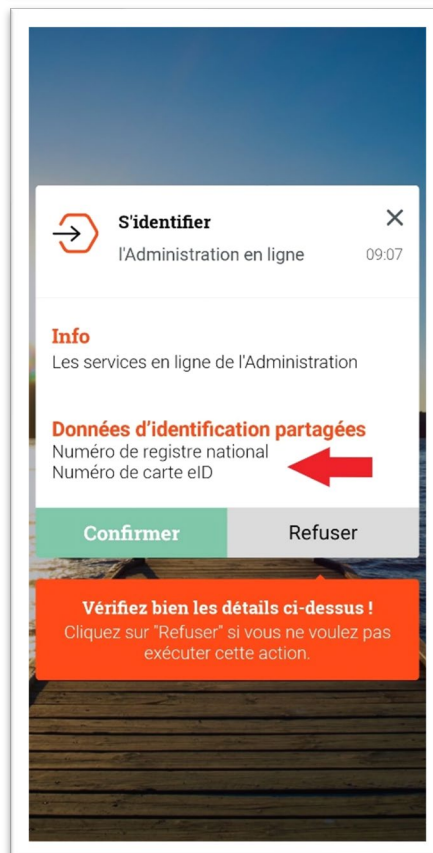 S'identifier
l'Administration en ligne 09:07
Info
Les services en ligne de l'Administration
Données d’identification partagées
Numéro de registre national
Numéro de carte eID
Confirmer Refuser
Vérifiez bien les détails ci-dessus !
Cliquez sur "Refuser" si vous ne voulez pas
exécuter cette action.